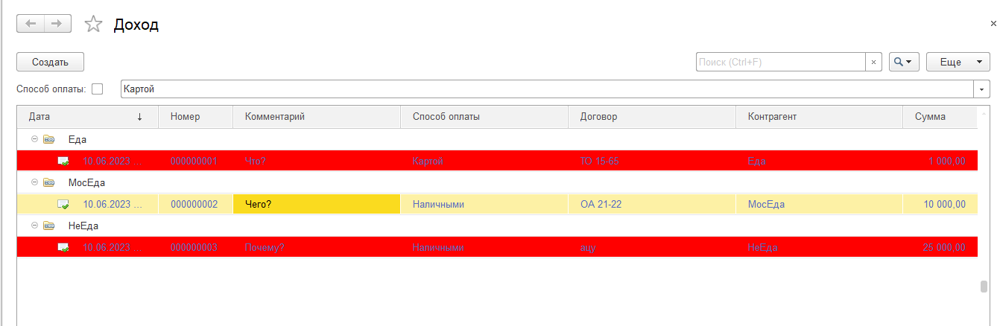 Доход
Создать Поиск (Ctrl+F) Еще
Способ оплаты: Картой
Дата Номер Комментарий Способ оплаты Договор Контрагент Сумма
Еда
10.06.2023 ... 000000001 Что? Картой ТО 15-65 Еда 1 000,00
МосЕда
10.06.2023 ... 000000002 Чего? Наличными ОА 21-22 МосЕда 10 000,00
НеЕда
10.06.2023 ... 000000003 Почему? Наличными ацу НеЕда 25 000,00